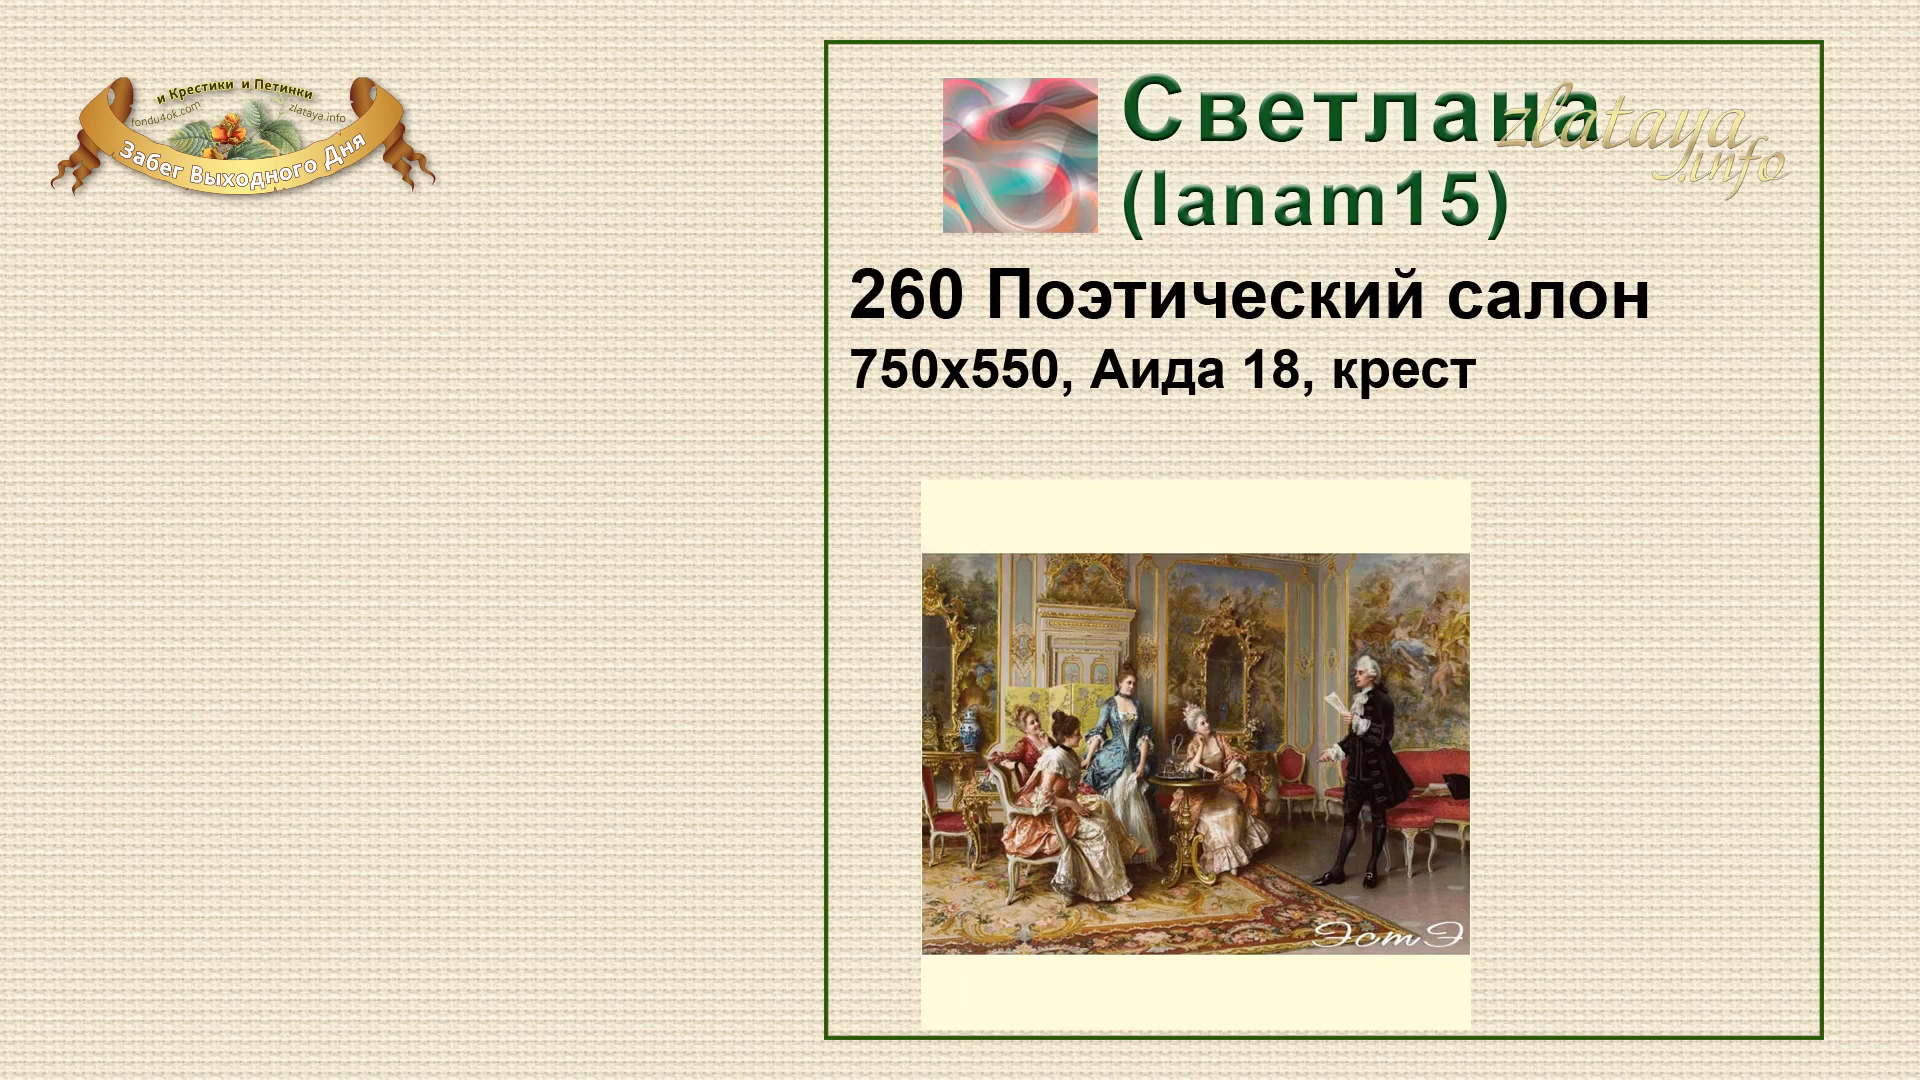 и Крестики и Петинки
fondu4ok.com
zlataya.info
Забег Выходного Дня
Светлана
zlataya
.info
(lanam15)
260 Поэтический салон
750x550, Аида 18, крест
ЭстЭ